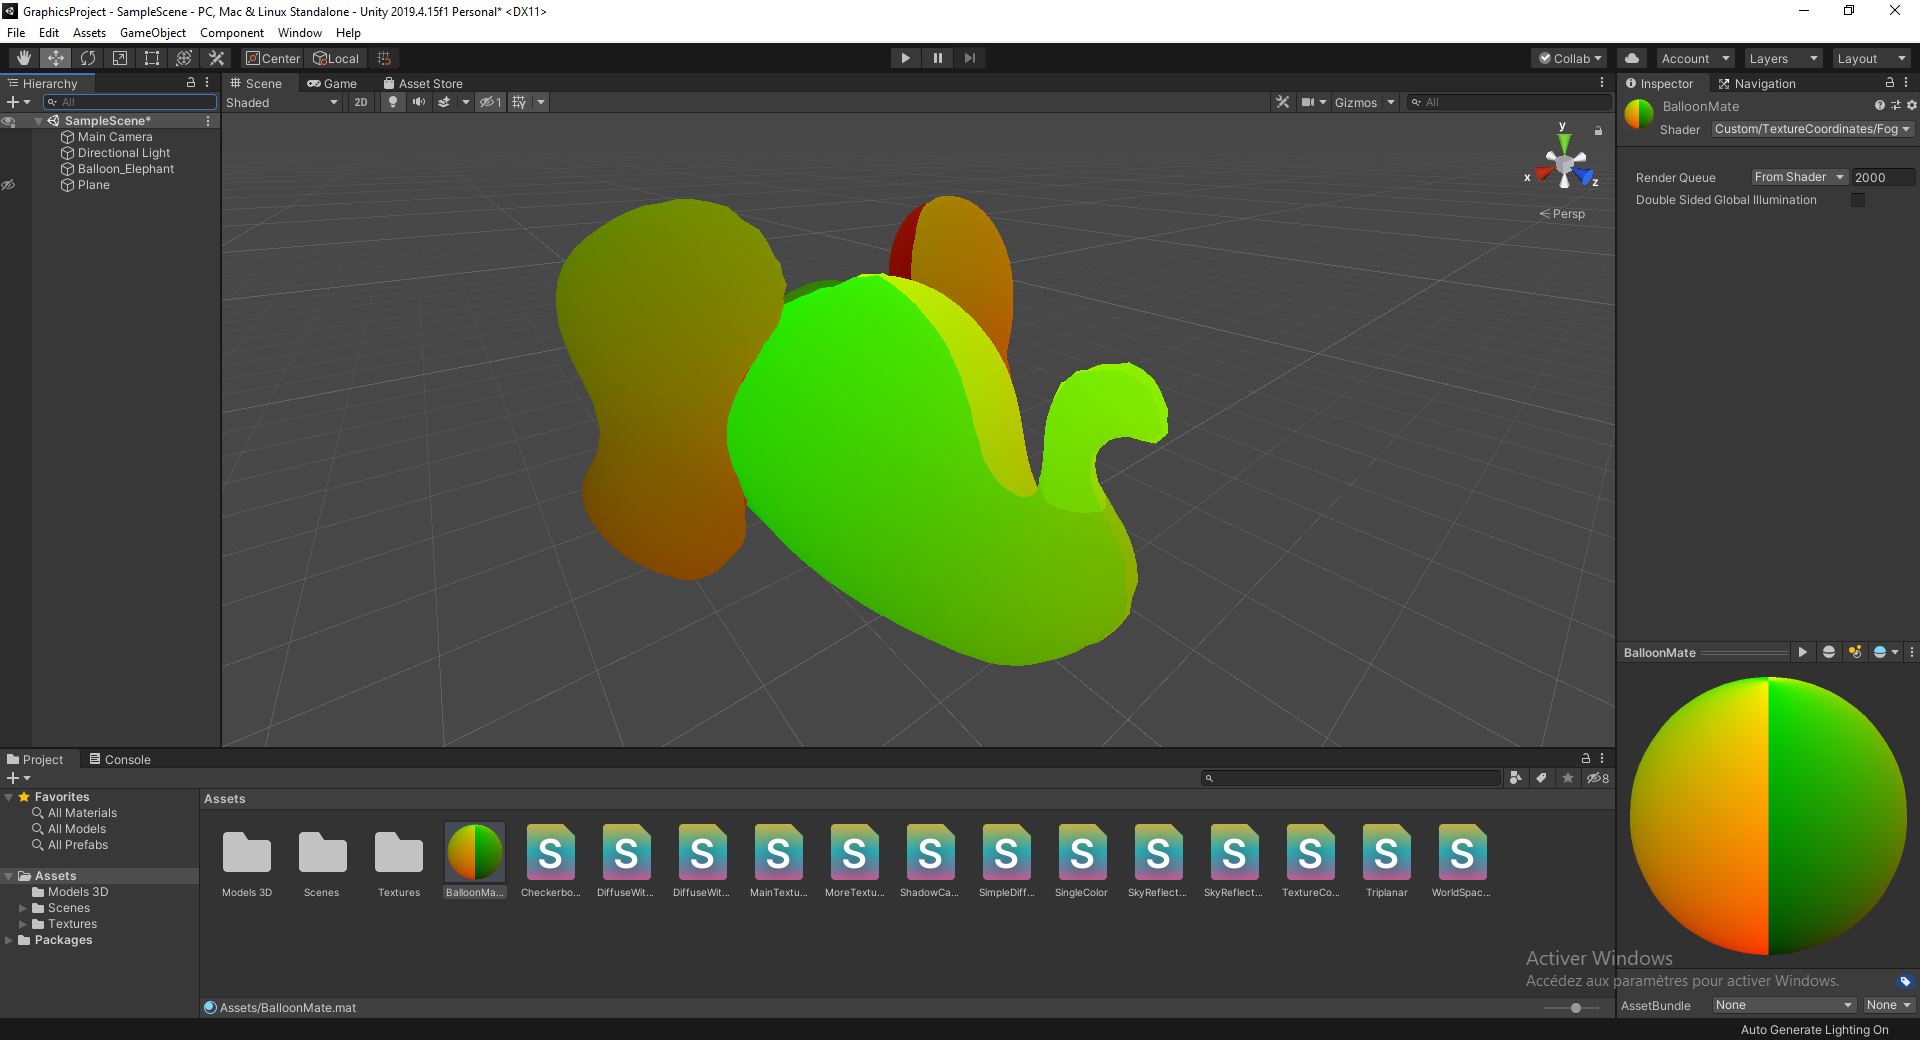 GraphicsProject - SampleScene - PC, Mac & Linux Standalone - Unity 2019.4.15f1 Personal* <DX11>
File Edit Assets GameObject Component Window Help
Center Local Collab Account Layers Layout
Hierarchy
All
SampleScene*
Main Camera
Directional Light
Balloon_Elephant
Plane
Scene Game Asset Store
Shaded 2D 1 Gizmos All
y
x
z
Persp
Inspector Navigation
BalloonMate
Shader Custom/TextureCoordinates/Fog
Render Queue From Shader 2000
Double Sided Global Illumination
BalloonMate
Project Console
8
Favorites
All Materials
All Models
All Prefabs
Assets
Models 3D
Scenes
Textures
Packages
Assets
S S S S S S S S S S S S S
Models 3D Scenes Textures BalloonMa... Checkerbo... DiffuseWit... DiffuseWit... MainTextu... MoreTextu... ShadowCa... SimpleDiff... SingleColor SkyReflect... SkyReflect... TextureCo... Triplanar WorldSpac...
Assets/BalloonMate.mat
Activer Windows
Accédez aux paramètres pour activer Windows.
AssetBundle None None
Auto Generate Lighting On